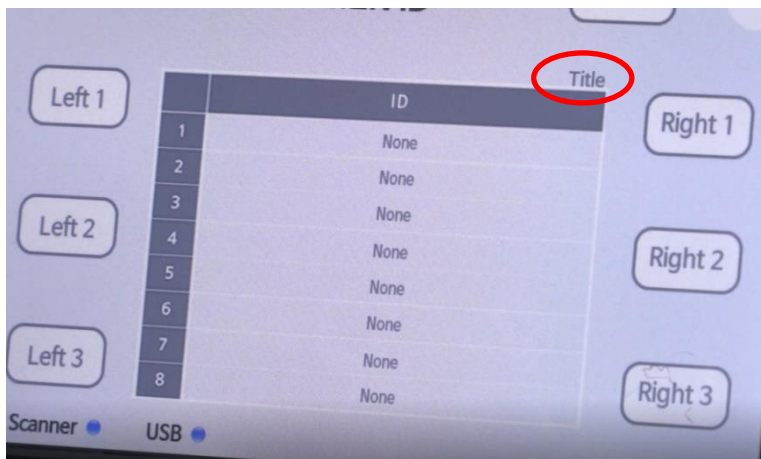 Title
Left 1
Right 1
ID
1 None
2 None
3 None
4 None
5 None
6 None
7 None
8 None
Left 2
Right 2
Left 3
Right 3
Scanner
USB